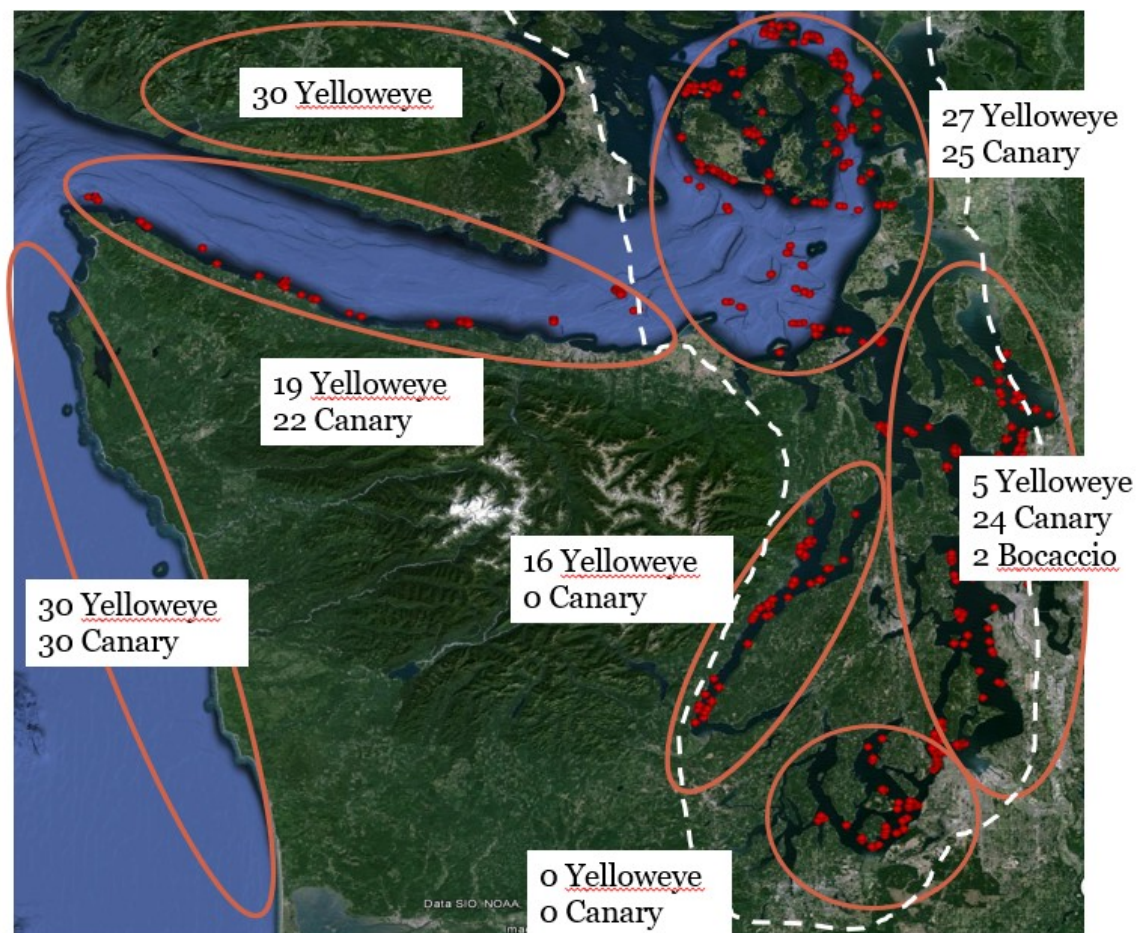 30 Yelloweye
27 Yelloweye
25 Canary
19 Yelloweye
22 Canary
5 Yelloweye
24 Canary
2 Bocaccio
16 Yelloweye
0 Canary
30 Yelloweye
30 Canary
0 Yelloweye
0 Canary
Data SIO, NOAA